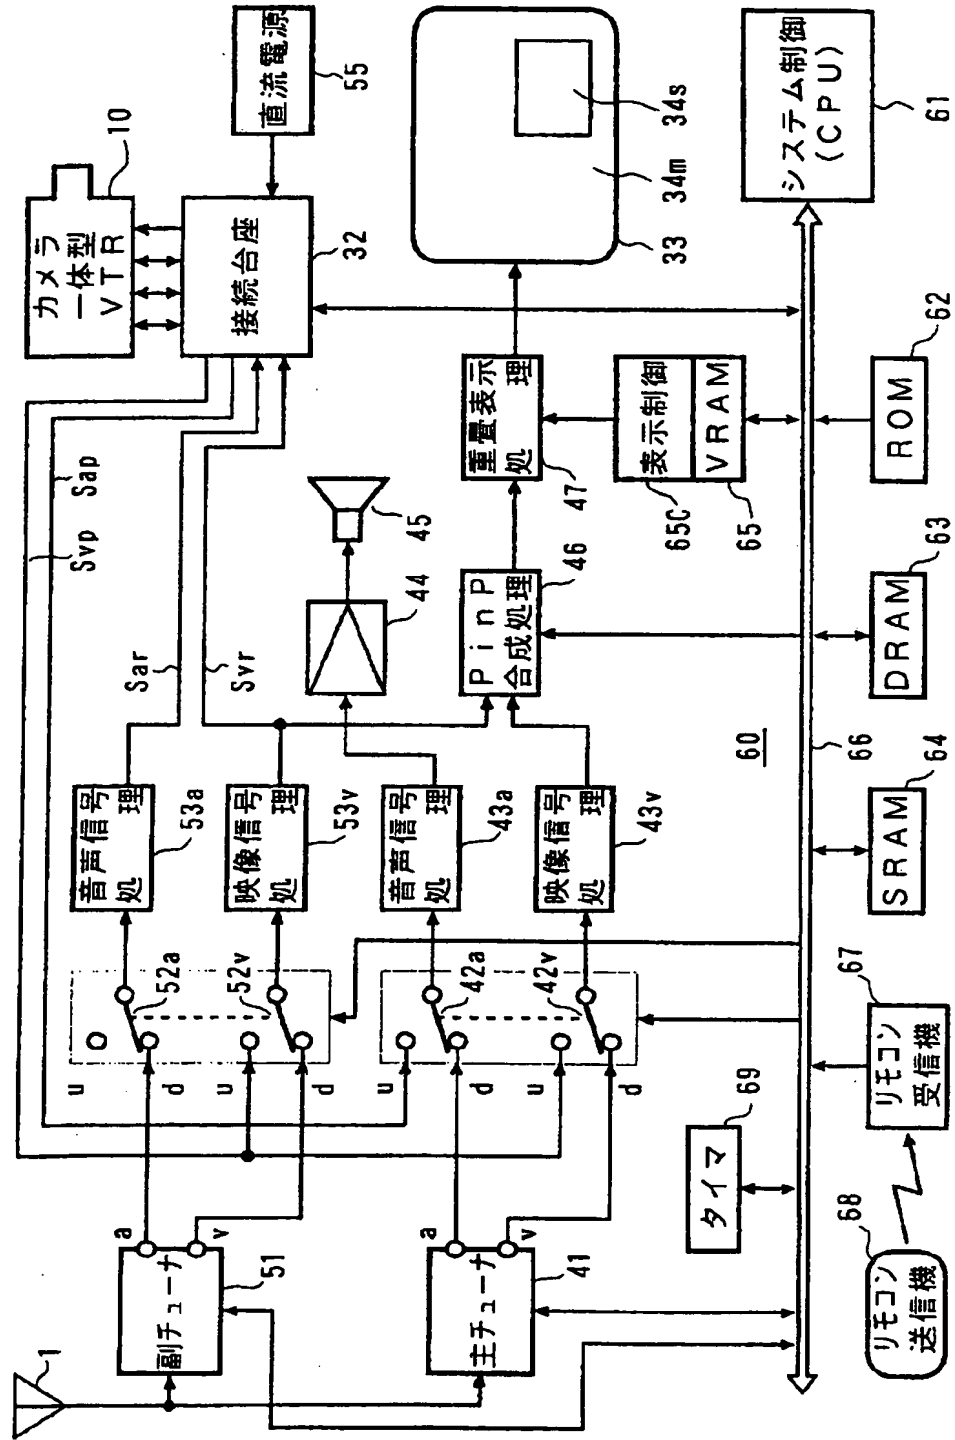 1
副チューナ
51
a
v
主チューナ
41
a
v
u
d
u
d
52a
52v
u
d
u
d
42a
42v
音声信号
処理
53a
映像信号
処理
53v
音声信号
処理
43a
映像信号
処理
43v
Svp
Sap
Sar
Svr
44
45
PinP
合成処理
46
重畳表示
処理
47
カメラ
一体型
VTR
10
接続台座
32
直流電源
55
33
34m
34s
表示制御
VRAM
65C
65
システム制御
(CPU)
61
VROM
62
DRAM
63
SRAM
64
60
66
タイマ
69
リモコン
受信機
67
リモコン
送信機
68